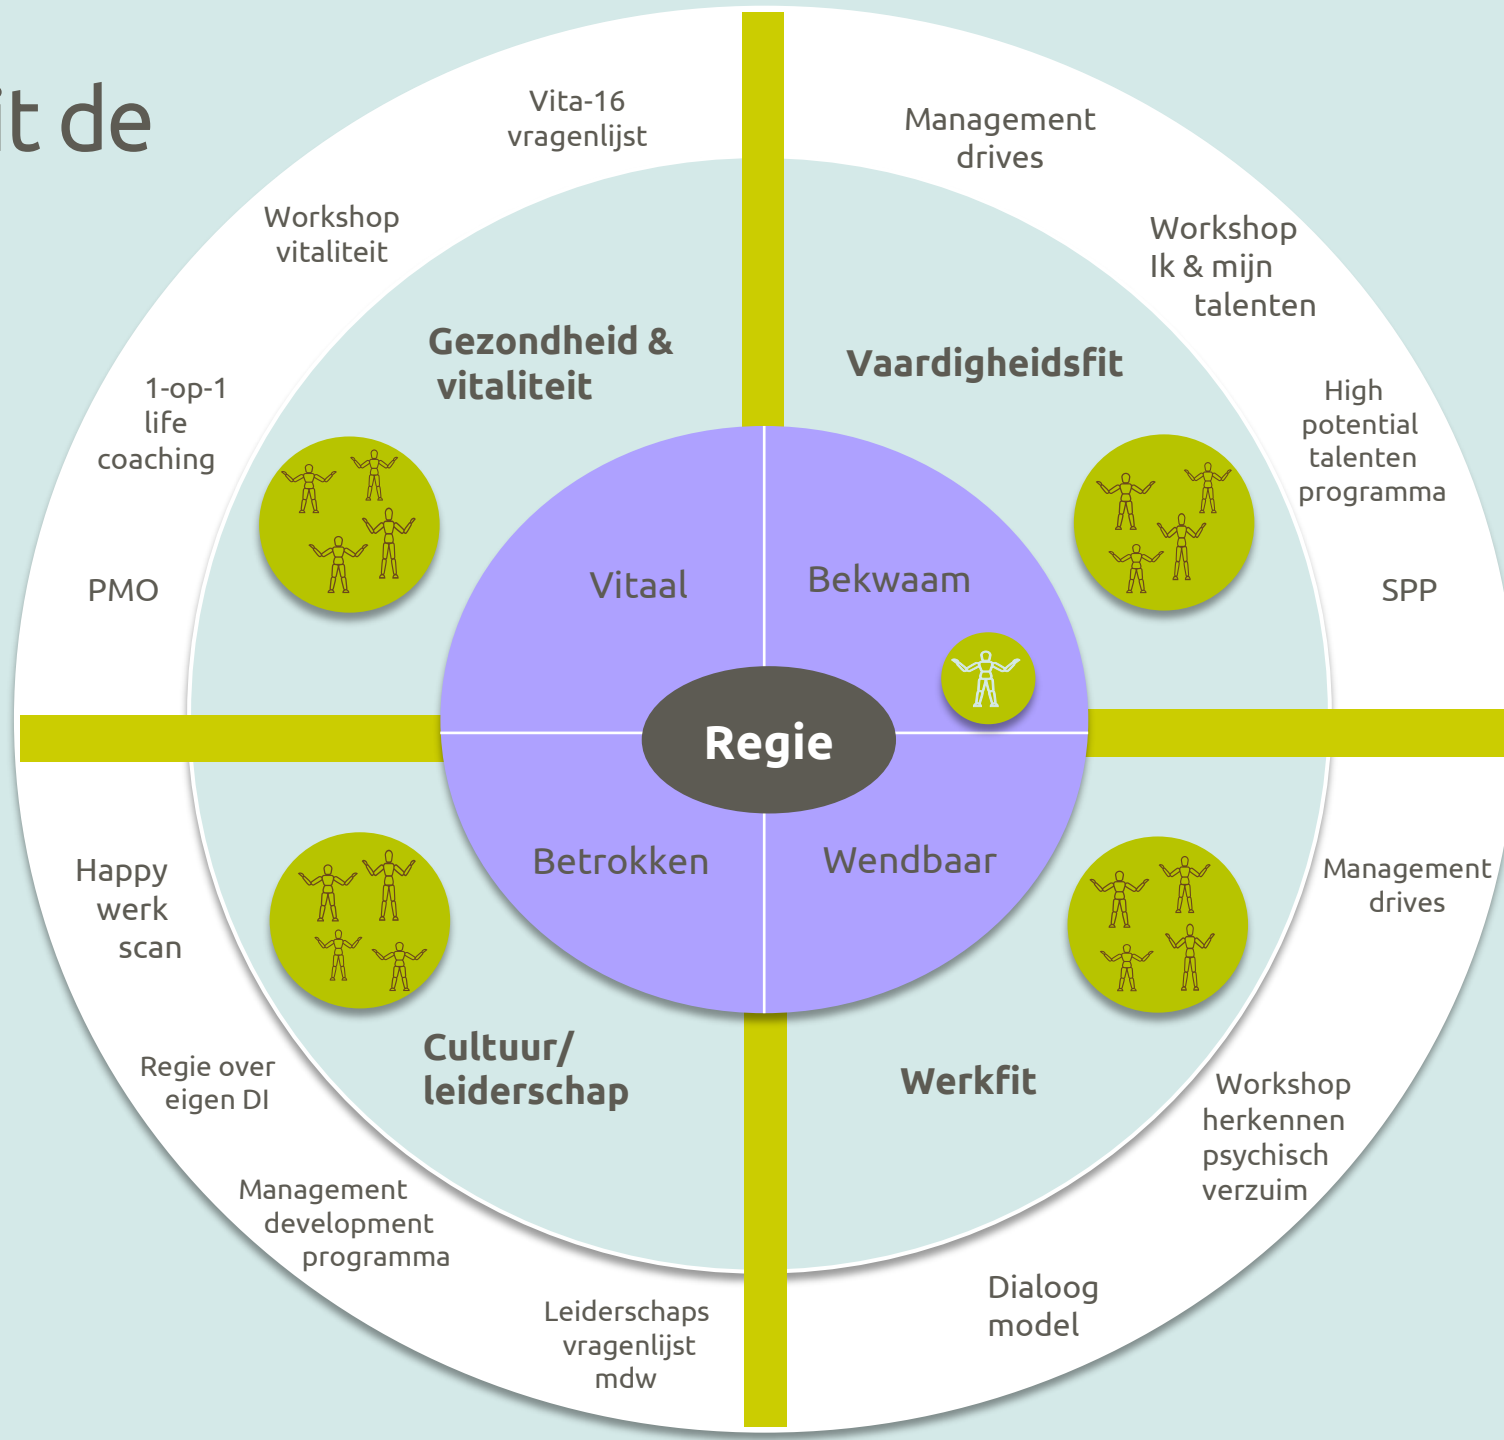 it de
Vita-16
vragenlijst
Workshop
vitaliteit
1-op-1
life
coaching
PMO
Gezondheid &
vitaliteit
Management
drives
Workshop
Ik & mijn
talenten
High
potential
talenten
programma
SPP
Vaardigheidsfit
Vitaal
Bekwaam
Regie
Betrokken
Wendbaar
Happy
werk
scan
Regie over
eigen DI
Management
development
programma
Leiderschaps
vragenlijst
mdw
Cultuur/
leiderschap
Werkfit
Management
drives
Workshop
herkennen
psychisch
verzuim
Dialoog
model